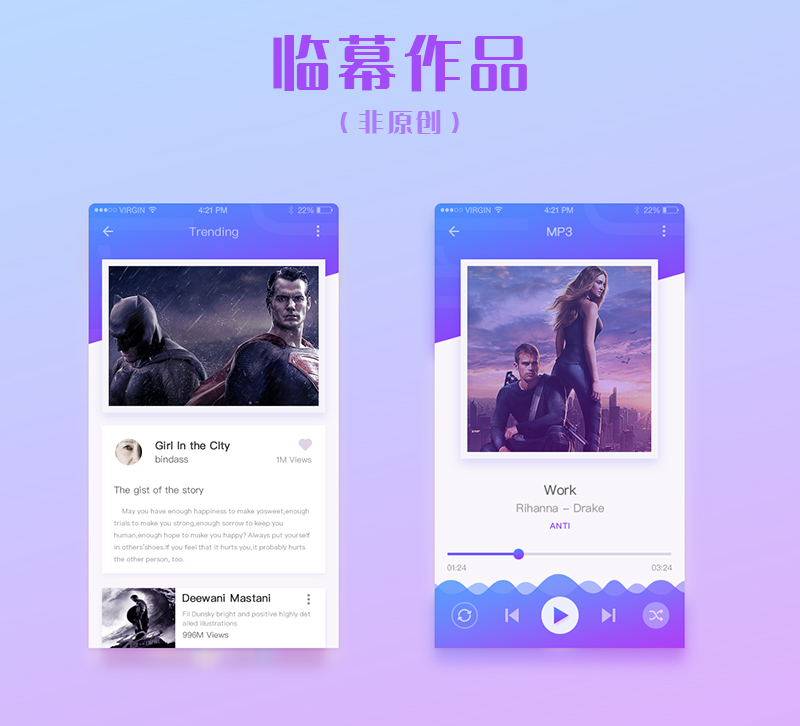 临幕作品
（非原创）
VIRGIN 4:21 PM 22%
Trending
Girl In the CIty
bindass
1M Views
The gist of the story
May you have enough happiness to make yosweet,enough
trials to make you strong,enough sorrow to keep you
human,enough hope to make you happy? Always put yourself
in others'shoes.If you feel that it hurts you,it probably hurts
the other person, too.
Deewani Mastani
Fil Dunsky bright and positive highly det
ailed illustrations
996M Views
VIRGIN 4:21 PM 22%
MP3
Work
Rihanna - Drake
ANTI
01:24 03:24